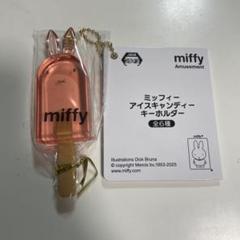 miffy
miffy
Amusement
ミッフィー
アイスキャンディー
キーホルダー
全6種
Illustrations Dick Bruna
© copyright Mercis bv,1953-2025
www.miffy.com